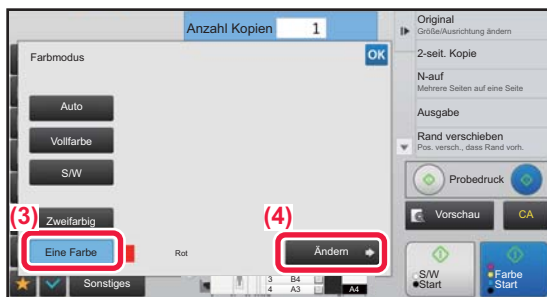 Anzahl Kopien 1
Farbmodus
OK
Auto
Vollfarbe
S/W
Zweifarbig
(3)
Eine Farbe
Rot
(4)
Ändern
Sonstiges
3 B4
4 A3
A4
Original
Größe/Ausrichtung ändern
2-seit. Kopie
N-auf
Mehrere Seiten auf eine Seite
Ausgabe
Rand verschieben
Pos. versch., dass Rand vorh.
Probedruck
Vorschau
CA
S/W
Start
Farbe
Start